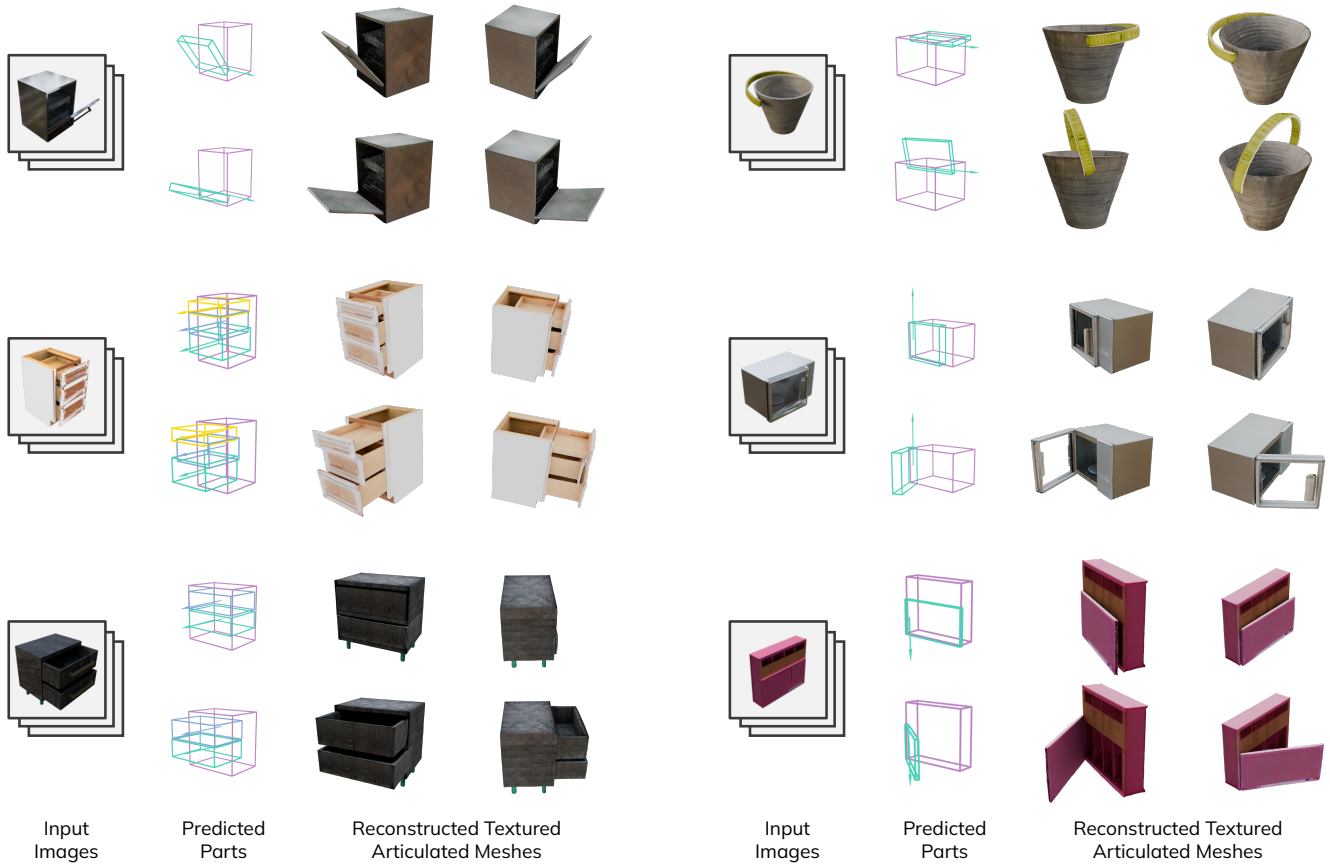 Input
Images
Predicted
Parts
Reconstructed Textured
Articulated Meshes
Input
Images
Predicted
Parts
Reconstructed Textured
Articulated Meshes